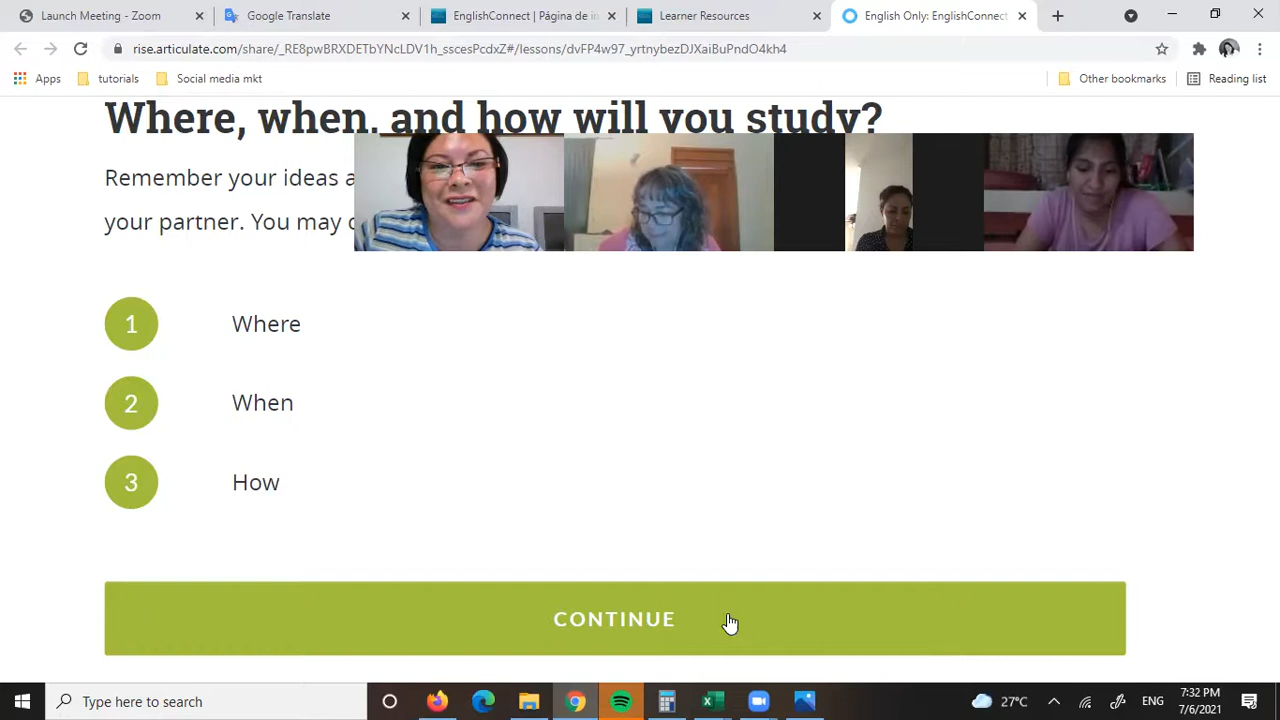 Launch Meeting - Zoom
Google Translate
EnglishConnect | Página de in
Learner Resources
English Only: EnglishConnect
rise.articulate.com/share/_RE8pwBRXDETbYNcLDV1h_sscesPcdxZ#/lessons/dvFP4w97_yrtnybezDJXaiBuPndO4kh4
Apps
tutorials
Social media mkt
Other bookmarks
Reading list
Where, when, and how will you study?
Remember your ideas a
your partner. You may
1 Where
2 When
3 How
CONTINUE
Type here to search
27°C
ENG
7:32 PM
7/6/2021